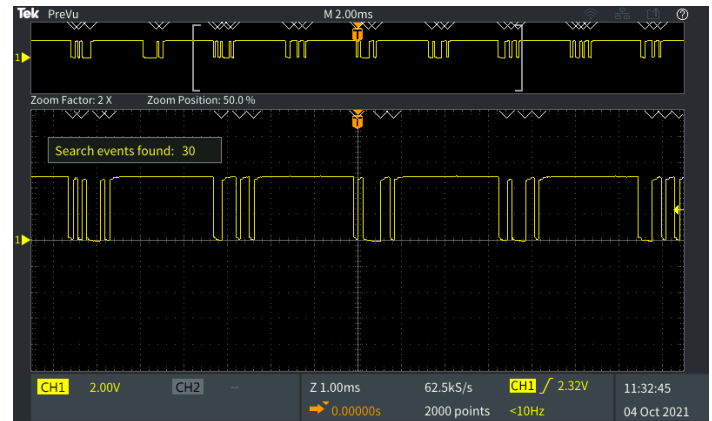 Tek PreVu M 2.00ms
T
1
Zoom Factor: 2 X Zoom Position: 50.0 %
T
Search events found: 30
1
CH1 2.00V CH2 -- Z 1.00ms 62.5kS/s CH1 2.32V 11:32:45
0.00000s 2000 points <10Hz 04 Oct 2021